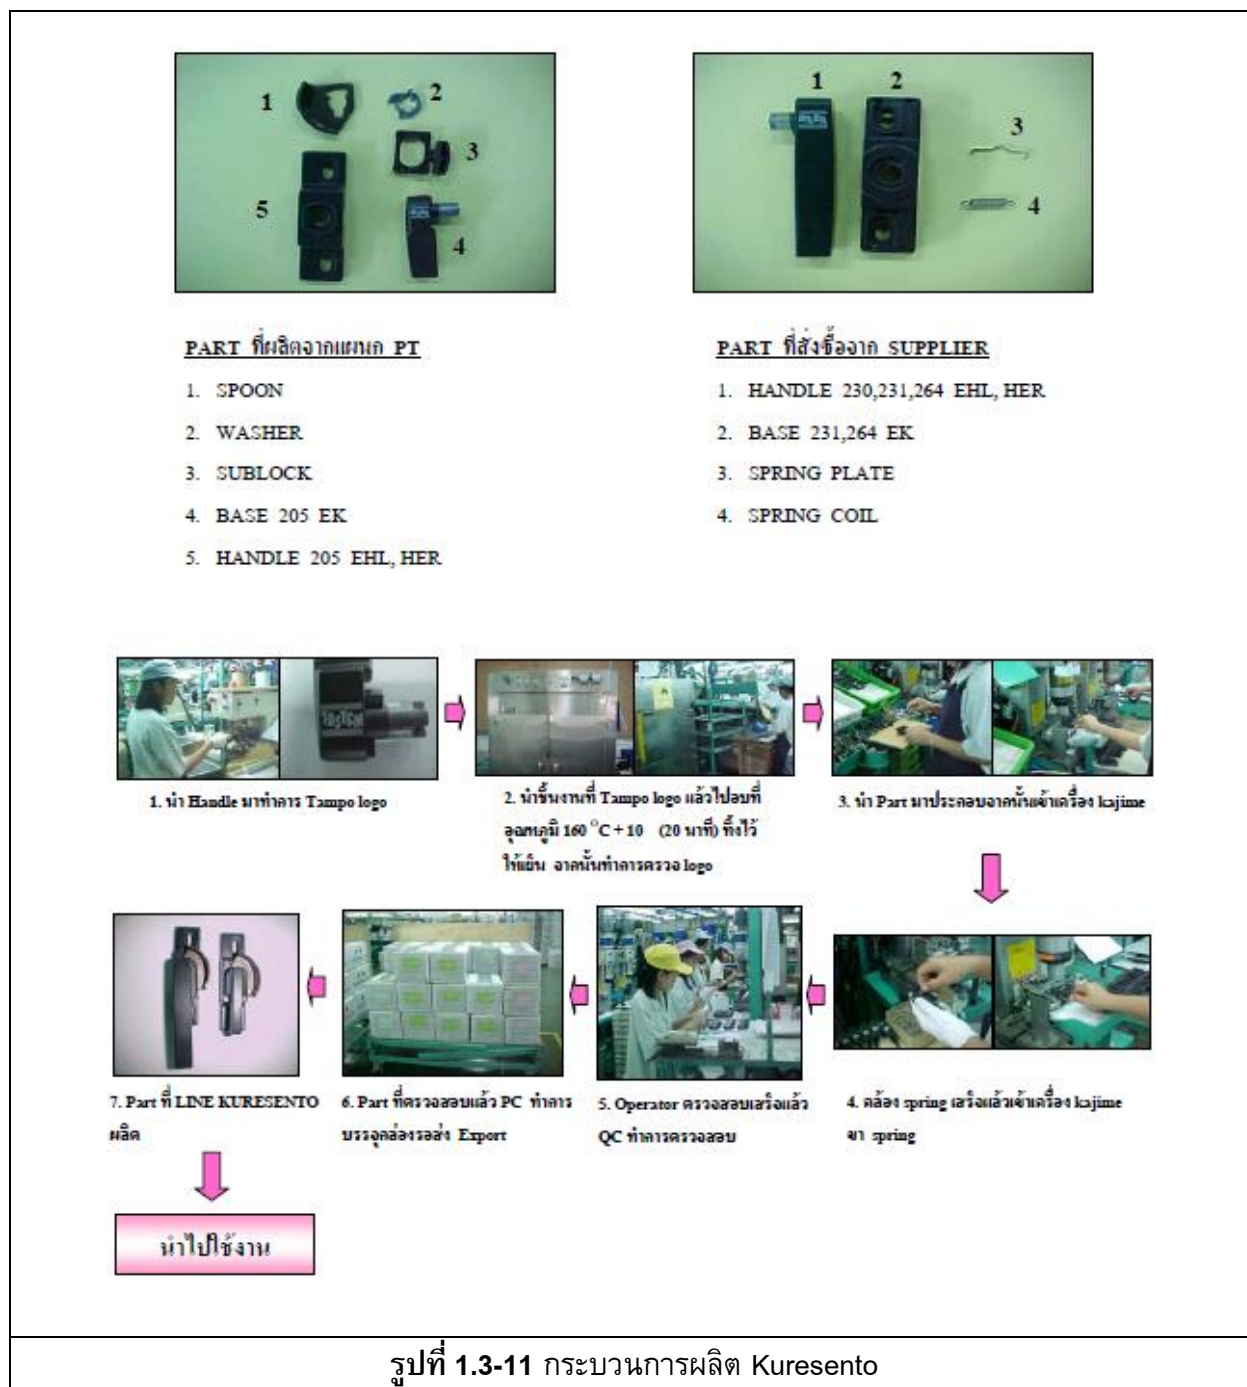 1
2
3
5
4
1
2
3
4
PART ที่ผลิตจากแผนก PT
1. SPOON
2. WASHER
3. SUBLOCK
4. BASE 205 EK
5. HANDLE 205 EHL, HER
PART ที่สั่งซื้อจาก SUPPLIER
1. HANDLE 230,231,264 EHL, HER
2. BASE 231,264 EK
3. SPRING PLATE
4. SPRING COIL
1. นำ Handle มาทำการ Tampo logo
2. นำชิ้นงานที่ Tampo logo แล้วไปอบที่
อุณหภูมิ 160 °C + 10 (20 นาที) ทิ้งไว้
ให้เย็น จากนั้นทำการตรวจ logo
3. นำ Part มาประกอบจากนั้นเข้าเครื่อง kajime
7. Part ที่ LINE KURESENTO
ผลิต
6. Part ที่ตรวจสอบแล้ว PC ทำการ
บรรจุกล่องรอส่ง Export
5. Operator ตรวจสอบเสร็จแล้ว
QC ทำการตรวจสอบ
4. คล้อง spring เสร็จแล้วเข้าเครื่อง kajime
ขา spring
นำไปใช้งาน
รูปที่ 1.3-11 กระบวนการผลิต Kuresento